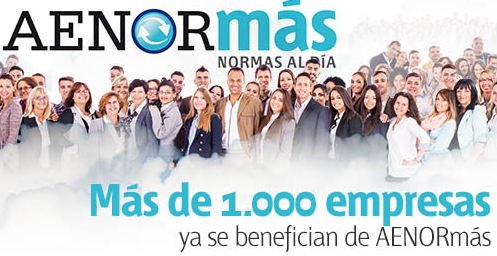 AENORmás
NORMAS AL DÍA
Más de 1.000 empresas
ya se benefician de AENORmás